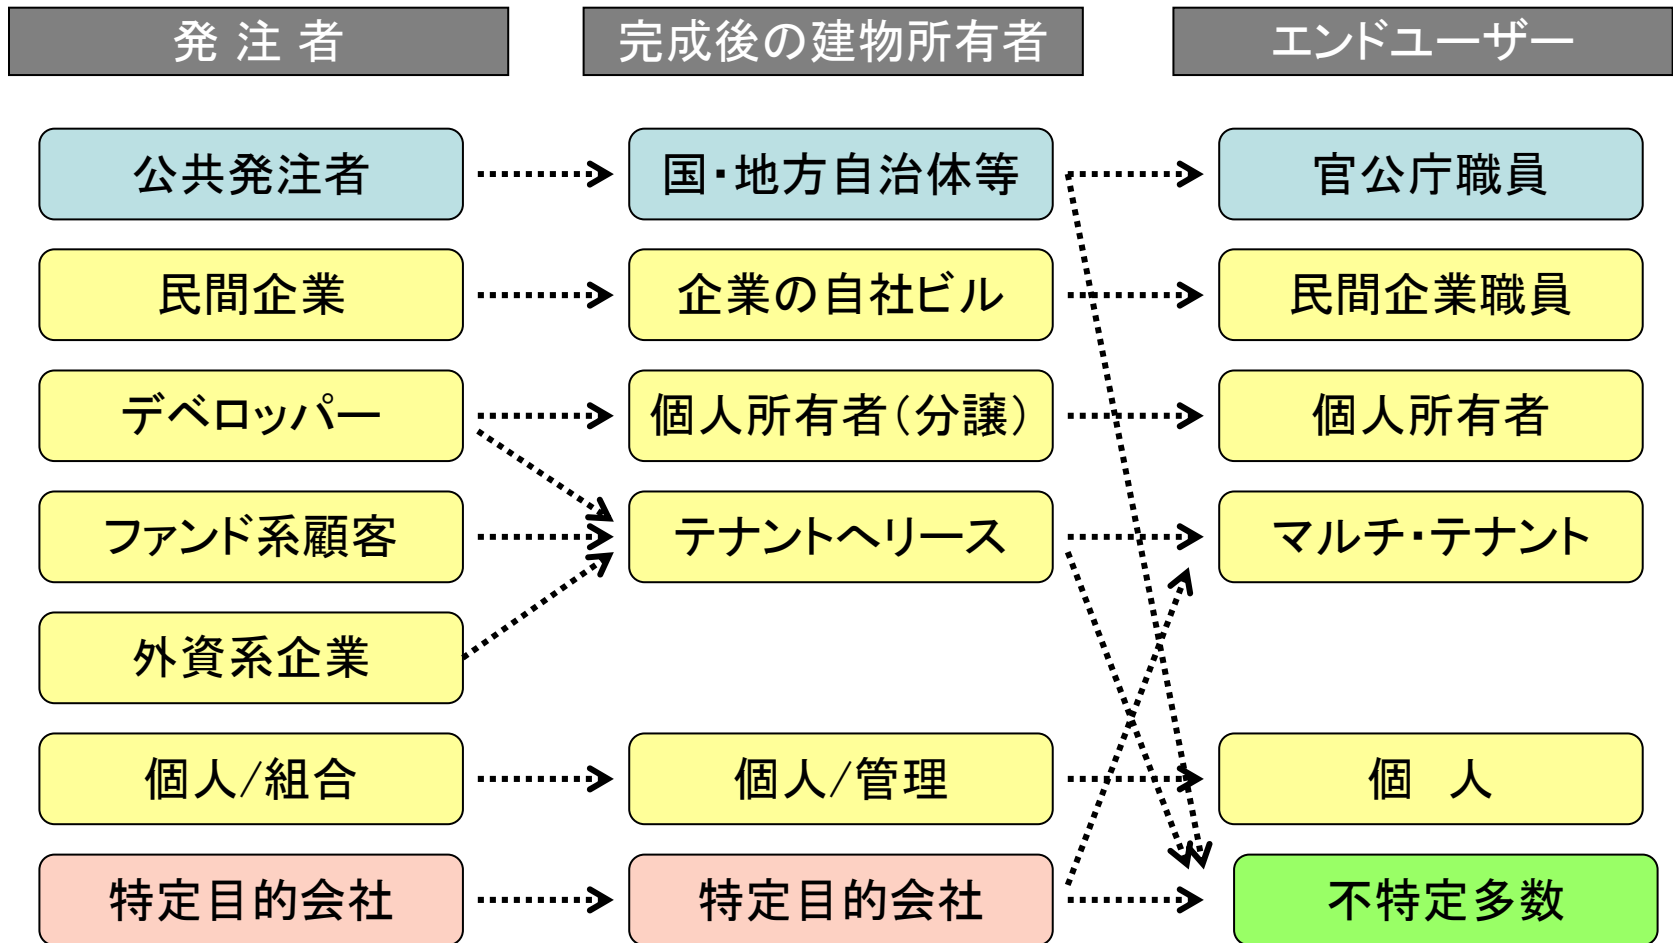 発 注 者
完成後の建物所有者
エンドユーザー
公共発注者
国・地方自治体等
官公庁職員
民間企業
企業の自社ビル
民間企業職員
デベロッパー
個人所有者（分譲）
個人所有者
ファンド系顧客
テナントへリース
マルチ・テナント
外資系企業
個人/組合
個人/管理
個　人
特定目的会社
特定目的会社
不特定多数